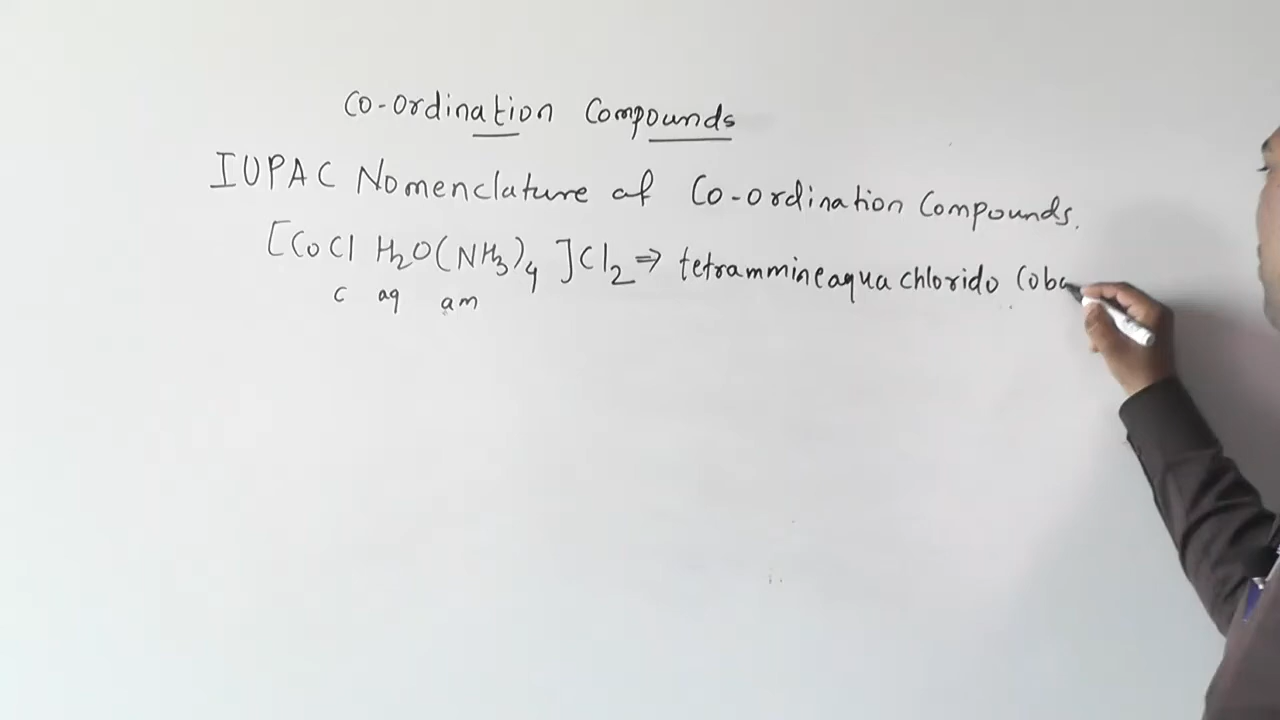 Co-ordination Compounds
IUPAC Nomenclature of Co-ordination Compounds.
[CoCl H₂O(NH₃)₄]Cl₂ ⇒ tetrammineaqua chlorido Coba
c aq am